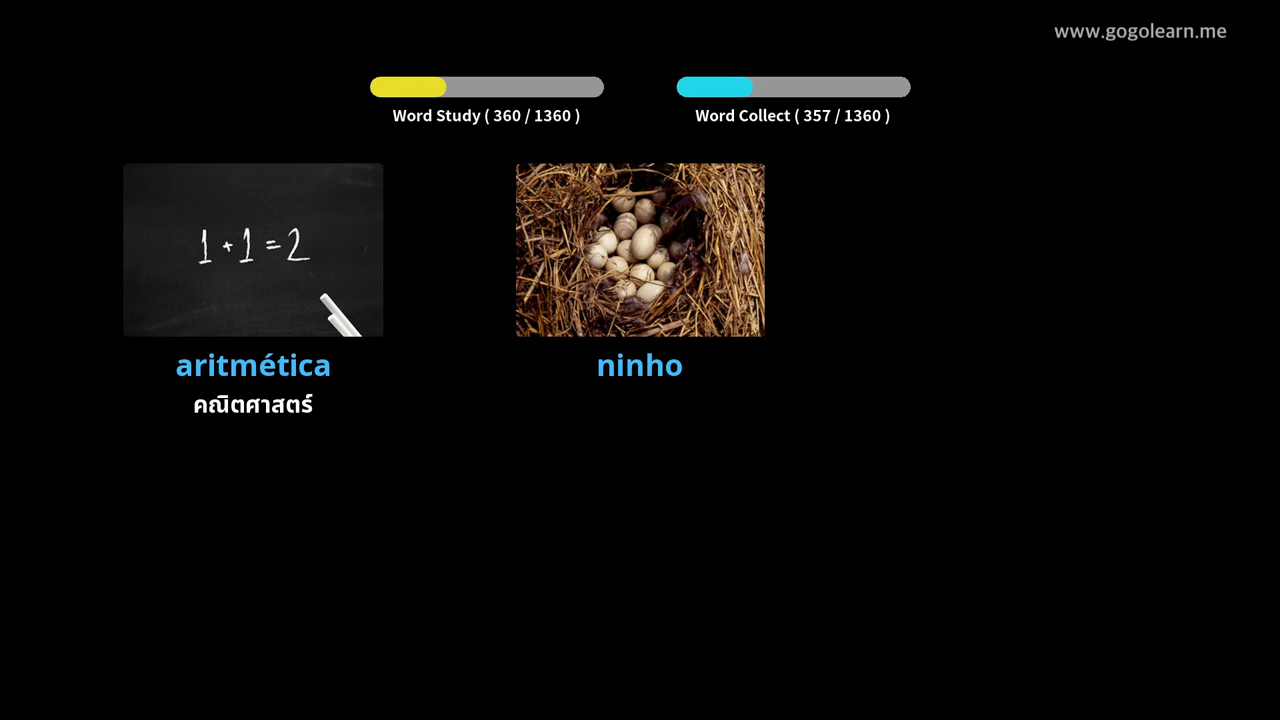 www.gogolearn.me
Word Study ( 360 / 1360 )
Word Collect ( 357 / 1360 )
1 + 1 = 2
aritmética
คณิตศาสตร์
ninho